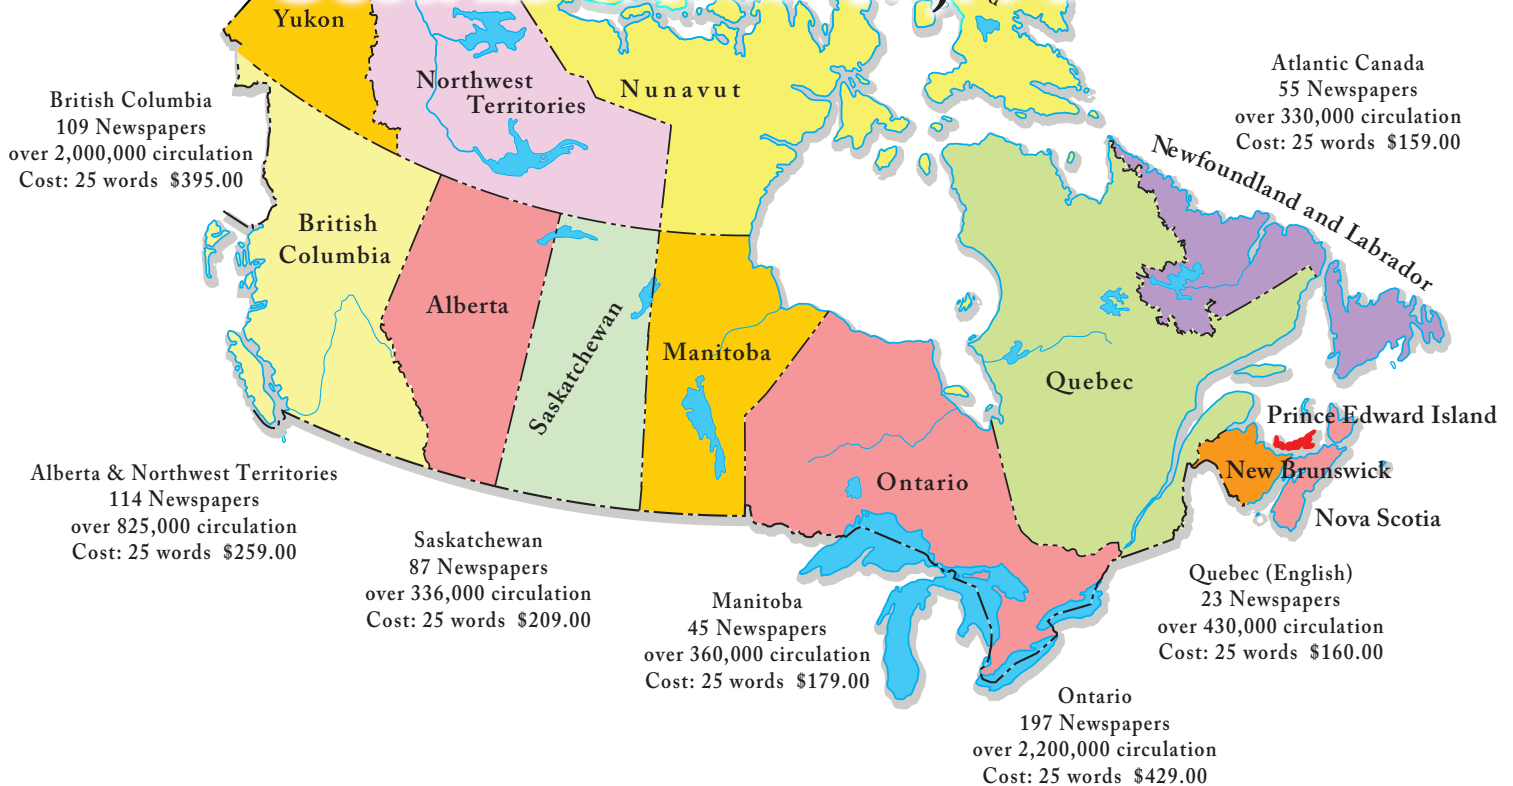 Yukon
Northwest
Territories
Nunavut
Atlantic Canada
55 Newspapers
over 330,000 circulation
Cost: 25 words $159.00
British Columbia
109 Newspapers
over 2,000,000 circulation
Cost: 25 words $395.00
Newfoundland and Labrador
British
Columbia
Alberta
Saskatchewan
Manitoba
Quebec
Prince Edward Island
New Brunswick
Nova Scotia
Ontario
Alberta & Northwest Territories
114 Newspapers
over 825,000 circulation
Cost: 25 words $259.00
Saskatchewan
87 Newspapers
over 336,000 circulation
Cost: 25 words $209.00
Manitoba
45 Newspapers
over 360,000 circulation
Cost: 25 words $179.00
Quebec (English)
23 Newspapers
over 430,000 circulation
Cost: 25 words $160.00
Ontario
197 Newspapers
over 2,200,000 circulation
Cost: 25 words $429.00